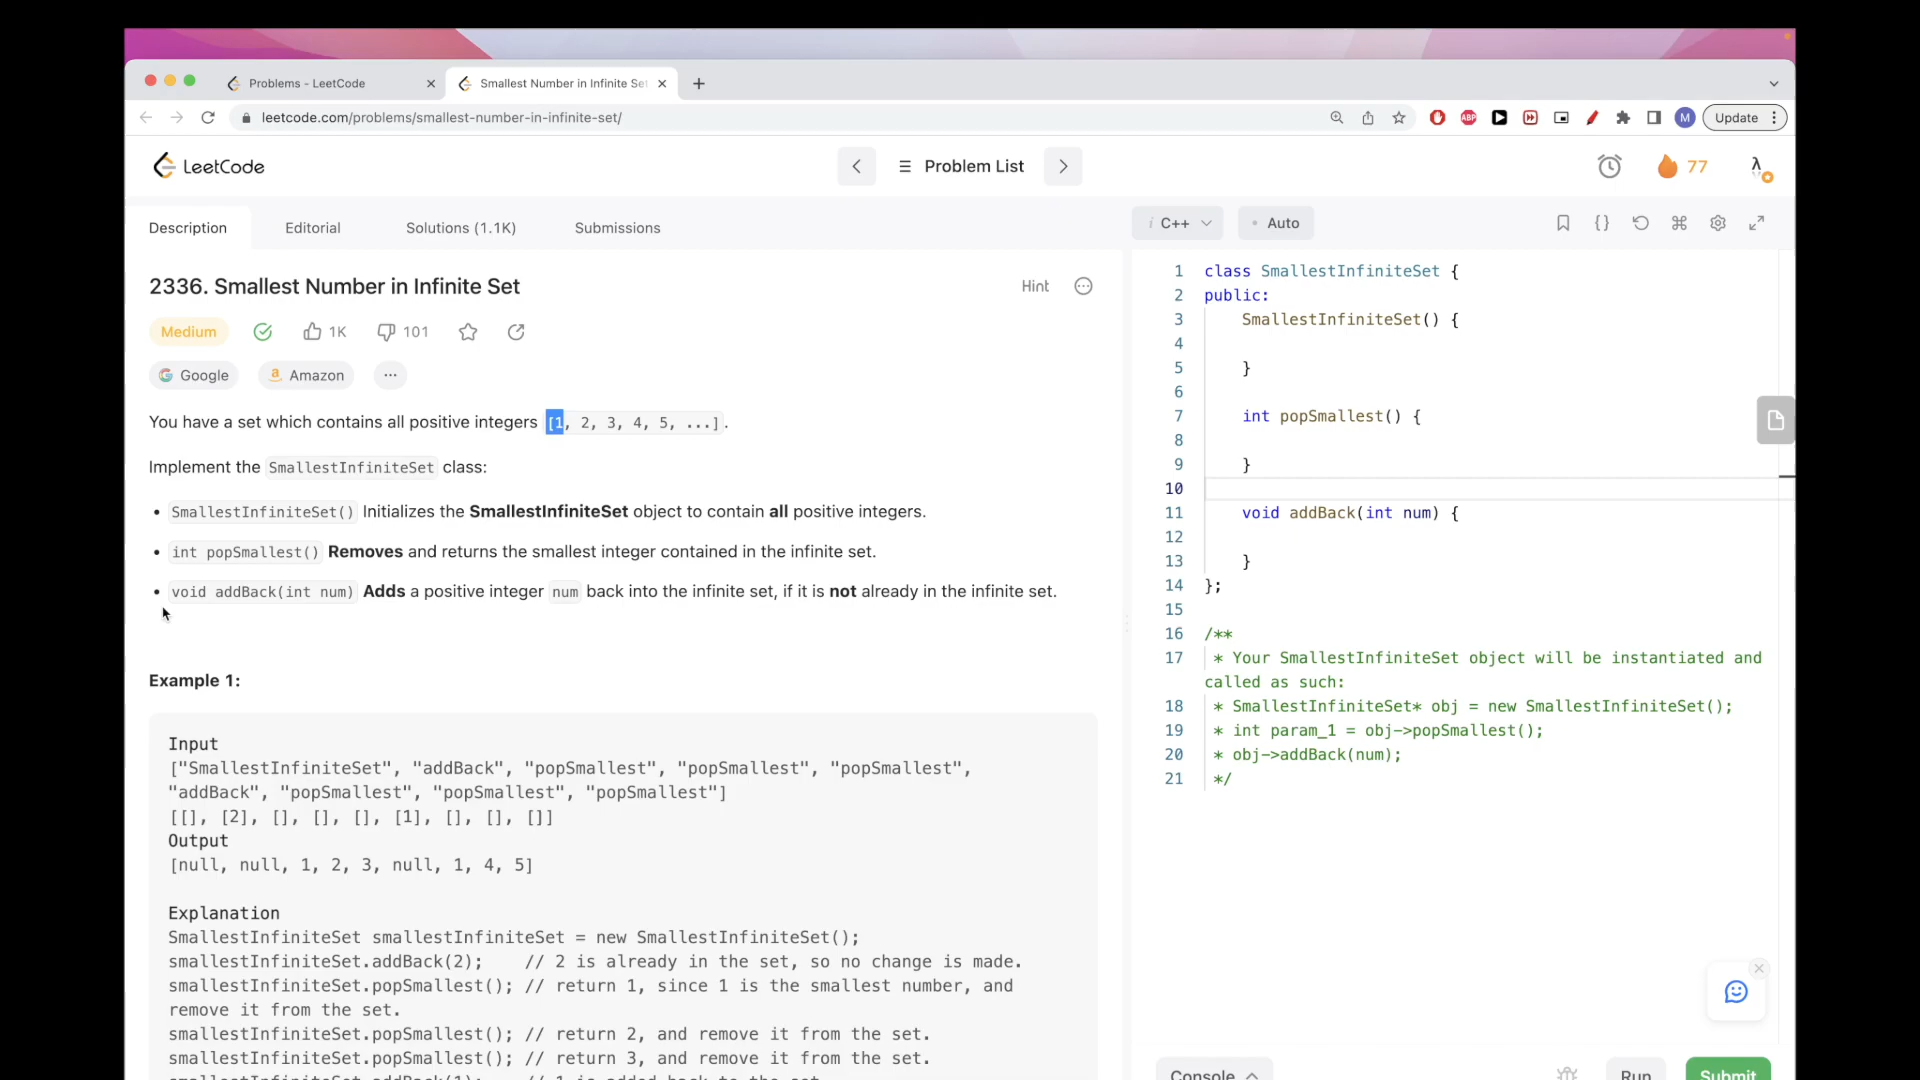 Problems - LeetCode
Smallest Number in Infinite Set
leetcode.com/problems/smallest-number-in-infinite-set/
ABP
M
Update
LeetCode
Problem List
77
Description
Editorial
Solutions (1.1K)
Submissions
2336. Smallest Number in Infinite Set
Hint
Medium
1K
101
Google
Amazon
You have a set which contains all positive integers [1, 2, 3, 4, 5, ...].
Implement the SmallestInfiniteSet class:
• SmallestInfiniteSet() Initializes the SmallestInfiniteSet object to contain all positive integers.
• int popSmallest() Removes and returns the smallest integer contained in the infinite set.
• void addBack(int num) Adds a positive integer num back into the infinite set, if it is not already in the infinite set.
Example 1:
Input
["SmallestInfiniteSet", "addBack", "popSmallest", "popSmallest", "popSmallest",
"addBack", "popSmallest", "popSmallest", "popSmallest"]
[[], [2], [], [], [], [1], [], [], []]
Output
[null, null, 1, 2, 3, null, 1, 4, 5]
Explanation
SmallestInfiniteSet smallestInfiniteSet = new SmallestInfiniteSet();
smallestInfiniteSet.addBack(2);    // 2 is already in the set, so no change is made.
smallestInfiniteSet.popSmallest(); // return 1, since 1 is the smallest number, and
remove it from the set.
smallestInfiniteSet.popSmallest(); // return 2, and remove it from the set.
smallestInfiniteSet.popSmallest(); // return 3, and remove it from the set.
smallestInfiniteSet.addBack(1);    // 1 is added back to the set.
i C++
• Auto
1 class SmallestInfiniteSet {
2 public:
3     SmallestInfiniteSet() {
4
5     }
6
7     int popSmallest() {
8
9     }
10
11     void addBack(int num) {
12
13     }
14 };
15
16 /**
17  * Your SmallestInfiniteSet object will be instantiated and
called as such:
18  * SmallestInfiniteSet* obj = new SmallestInfiniteSet();
19  * int param_1 = obj->popSmallest();
20  * obj->addBack(num);
21  */
Console
Run
Submit